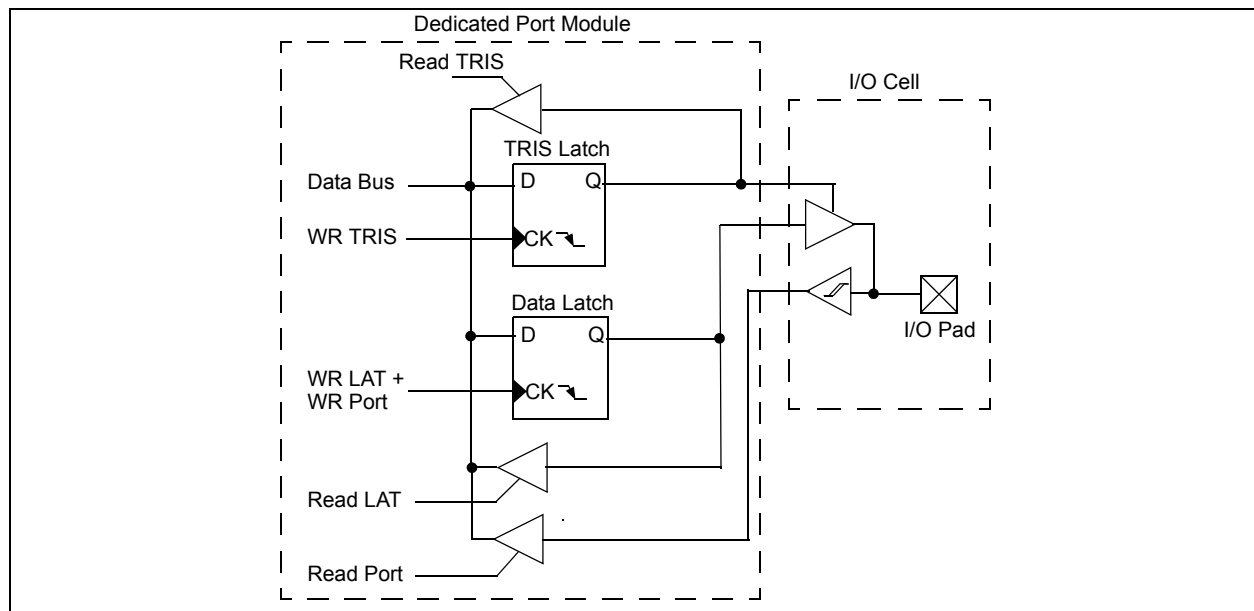 Dedicated Port Module
Read TRIS
I/O Cell
TRIS Latch
Data Bus
D
Q
WR TRIS
CK
Data Latch
I/O Pad
D
Q
WR LAT +
WR Port
CK
Read LAT
Read Port